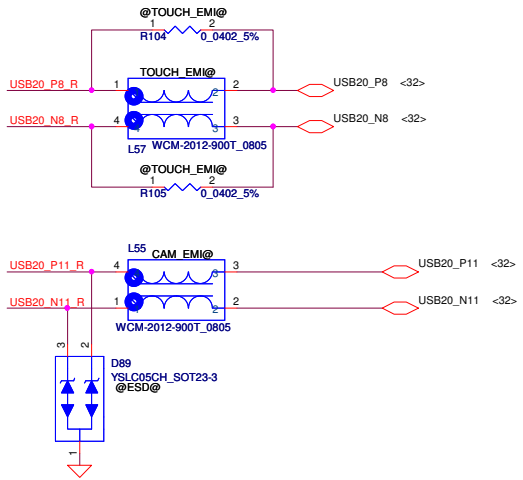 @TOUCH_EMI@
1 2
R104 0_0402_5%
TOUCH_EMI@
USB20_P8_R 1 2 2 USB20_P8 <32>
USB20_N8_R 4 3 3 USB20_N8 <32>
L57 WCM-2012-900T_0805
@TOUCH_EMI@
1 2
R105 0_0402_5%
L55
CAM_EMI@
USB20_P11_R 4 3 3 USB20_P11 <32>
USB20_N11_R 1 2 2 USB20_N11 <32>
WCM-2012-900T_0805
3 2
D89
YSLC05CH_SOT23-3
@ESD@
1